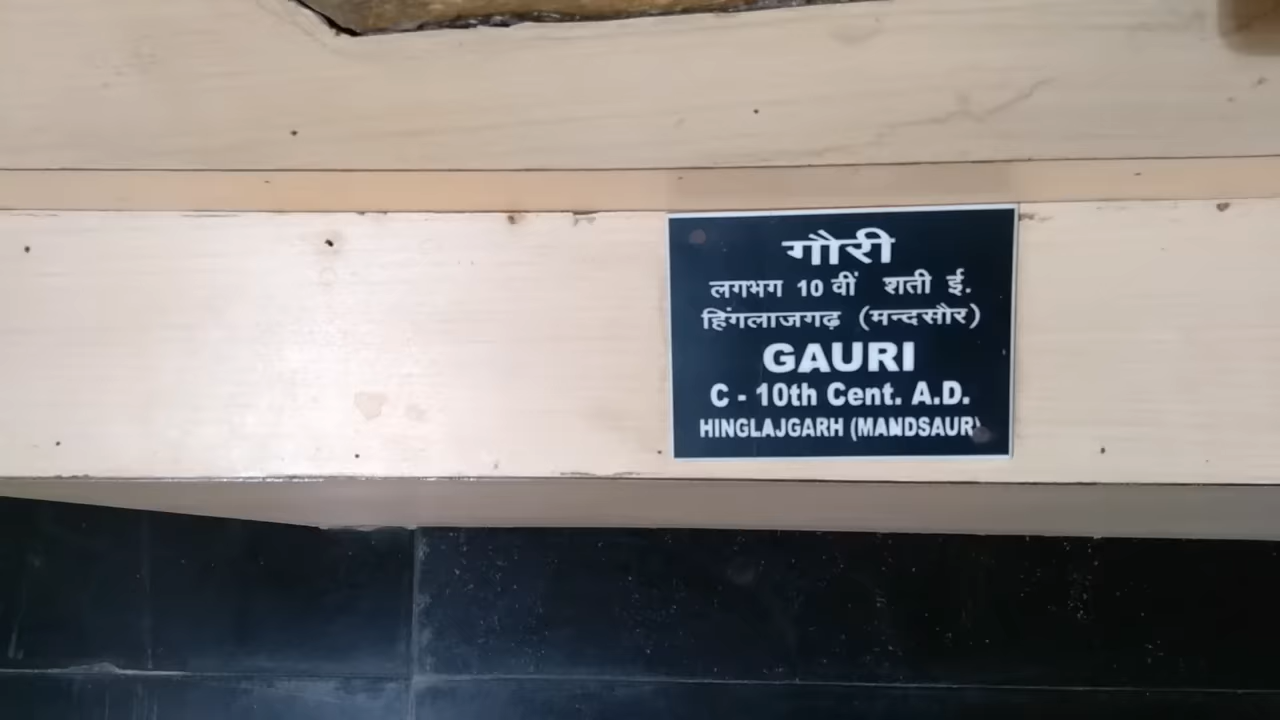 गौरी
लगभग 10 वीं शती ई.
हिंगलाजगढ़ (मन्दसौर)
GAURI
C - 10th Cent. A.D.
HINGLAJGARH (MANDSAUR)